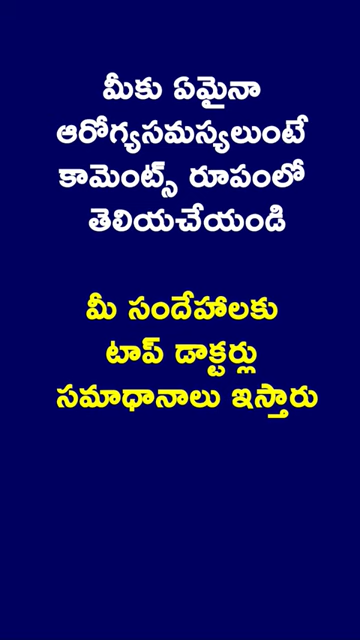 మీకు ఏమైనా
ఆరోగ్యసమస్యలుంటే
కామెంట్స్ రూపంలో
తెలియచేయండి
మీ సందేహాలకు
టాప్ డాక్టర్లు
సమాధానాలు ఇస్తారు